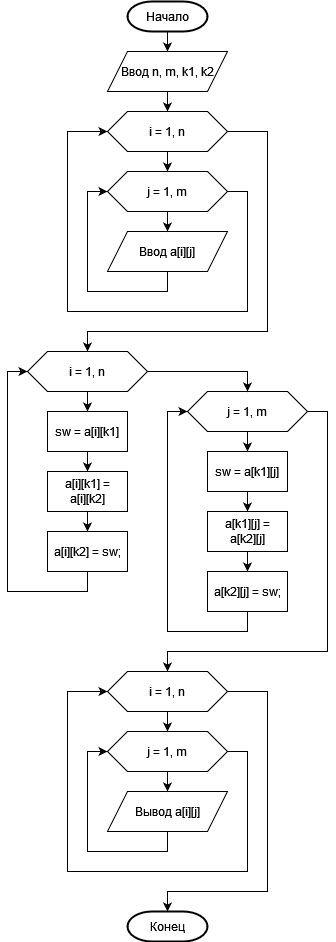 Начало
Ввод n, m, k1, k2
i = 1, n
j = 1, m
Ввод a[i][j]
i = 1, n
sw = a[i][k1]
a[i][k1] =
a[i][k2]
a[i][k2] = sw;
j = 1, m
sw = a[k1][j]
a[k1][j] =
a[k2][j]
a[k2][j] = sw;
i = 1, n
j = 1, m
Вывод a[i][j]
Конец